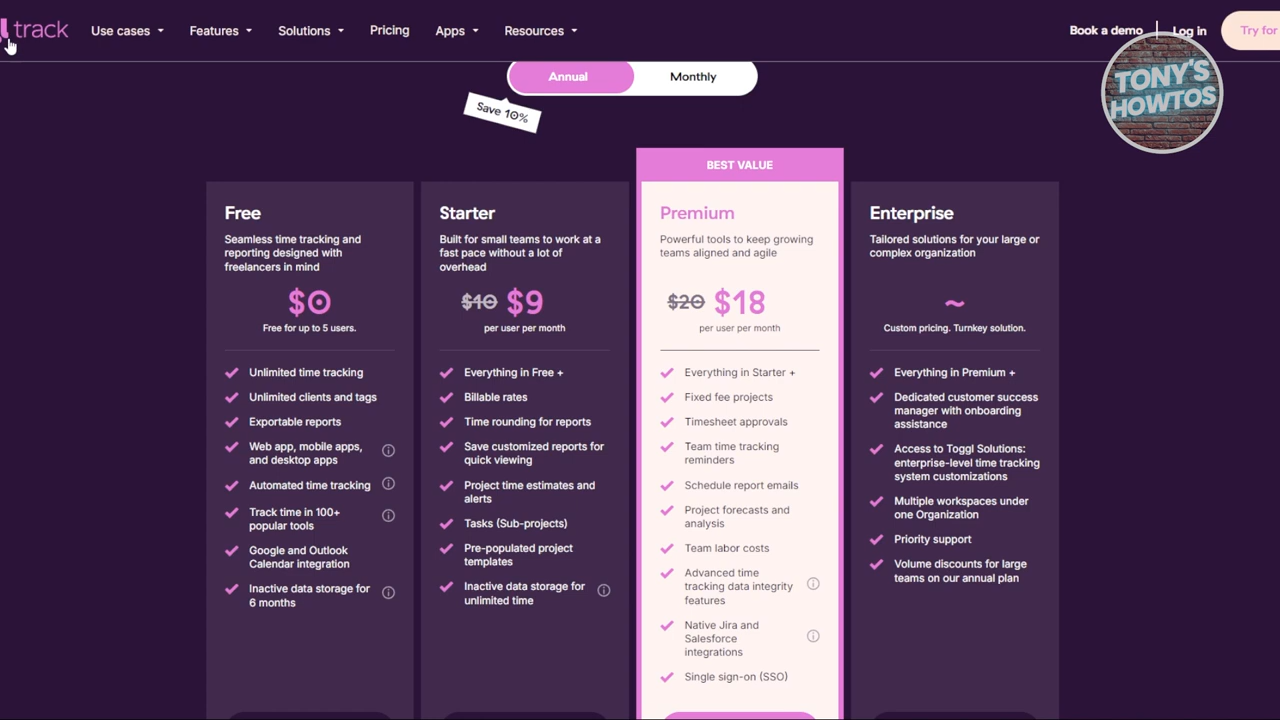 track
Use cases
Features
Solutions
Pricing
Apps
Resources
Book a demo
Log in
Try for
TONY'S
HOWTOS
Annual
Monthly
Save 10%
BEST VALUE
Free
Seamless time tracking and
reporting designed with
freelancers in mind
$0
Free for up to 5 users.
Unlimited time tracking
Unlimited clients and tags
Exportable reports
Web app, mobile apps,
and desktop apps
Automated time tracking
Track time in 100+
popular tools
Google and Outlook
Calendar integration
Inactive data storage for
6 months
Starter
Built for small teams to work at a
fast pace without a lot of
overhead
$10 $9
per user per month
Everything in Free +
Billable rates
Time rounding for reports
Save customized reports for
quick viewing
Project time estimates and
alerts
Tasks (Sub-projects)
Pre-populated project
templates
Inactive data storage for
unlimited time
Premium
Powerful tools to keep growing
teams aligned and agile
$20 $18
per user per month
Everything in Starter +
Fixed fee projects
Timesheet approvals
Team time tracking
reminders
Schedule report emails
Project forecasts and
analysis
Team labor costs
Advanced time
tracking data integrity
features
Native Jira and
Salesforce
integrations
Single sign-on (SSO)
Enterprise
Tailored solutions for your large or
complex organization
~
Custom pricing. Turnkey solution.
Everything in Premium +
Dedicated customer success
manager with onboarding
assistance
Access to Toggl Solutions:
enterprise-level time tracking
system customizations
Multiple workspaces under
one Organization
Priority support
Volume discounts for large
teams on our annual plan